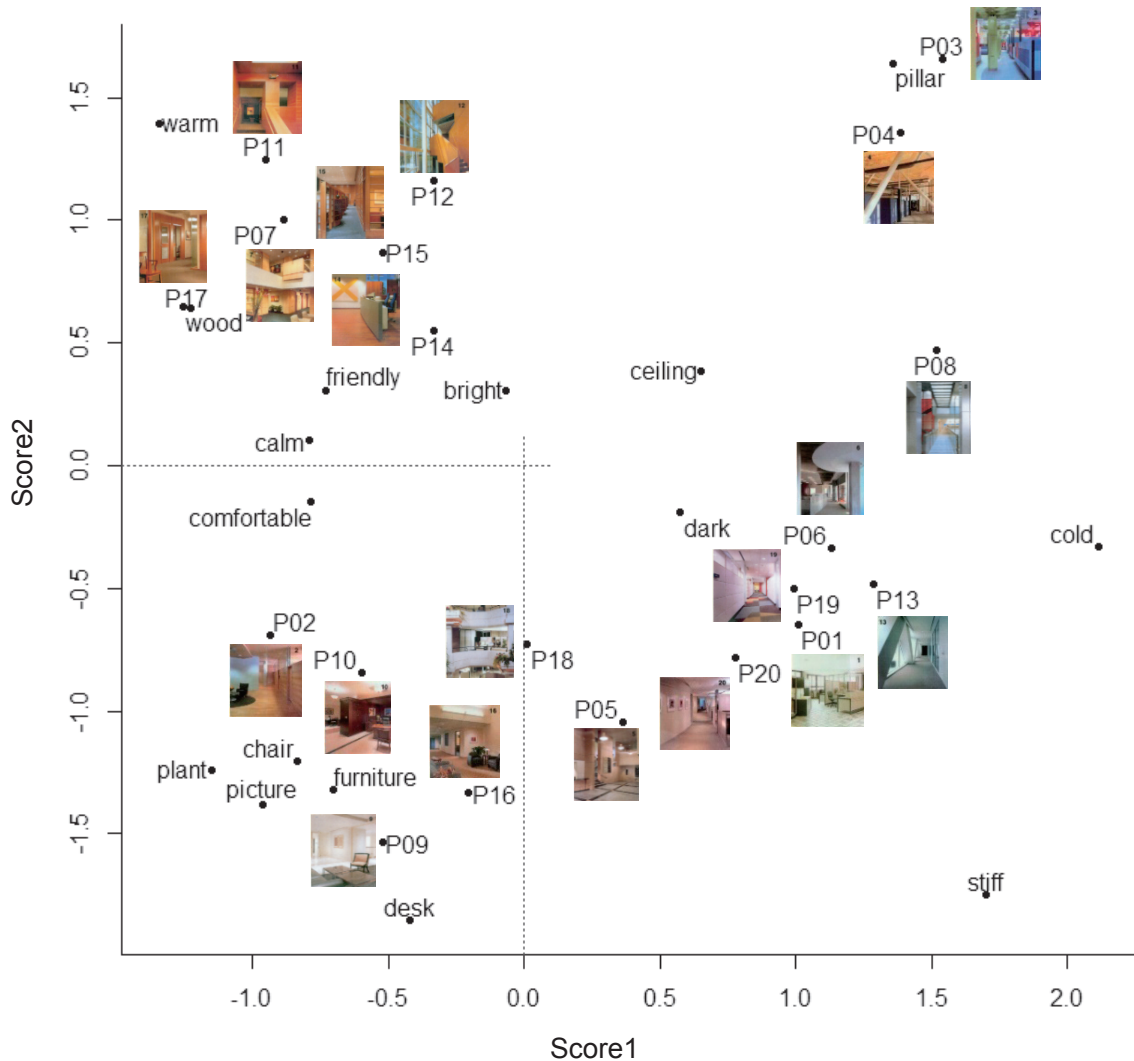 P03
pillar
1.5
warm
P11
P04
P12
1.0
P07
P15
P17
wood
0.5
P14
P08
friendly
ceiling
bright
calm
0.0
Score2
comfortable
dark
P06
cold
-0.5
P19
P13
P02
P01
P10
P18
P20
-1.0
P05
chair
plant
furniture
picture
P16
-1.5
P09
stiff
desk
-1.0
-0.5
0.0
0.5
1.0
1.5
2.0
Score1